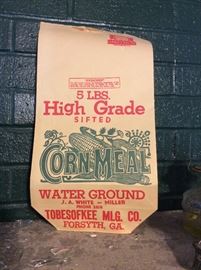 5 LBS.
High Grade
SIFTED
CORN MEAL
WATER GROUND
J. A. WHITE — MILLER
TOBESOFKEE MLG. CO.
FORSYTH, GA.